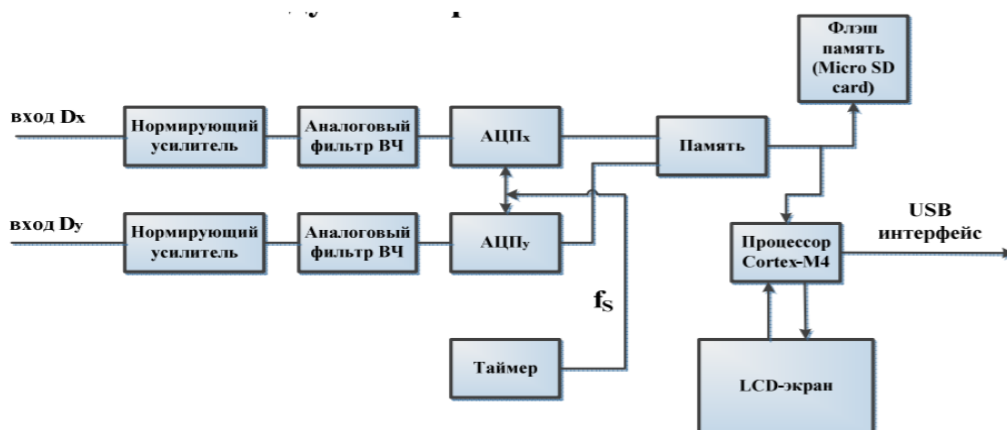 Флэш
память
(Micro SD
card)
вход Dx
Нормирующий
усилитель
Аналоговый
фильтр ВЧ
АЦПx
Память
вход Dy
Нормирующий
усилитель
Аналоговый
фильтр ВЧ
АЦПy
USB
интерфейс
Процессор
Cortex-M4
fS
Таймер
LCD-экран